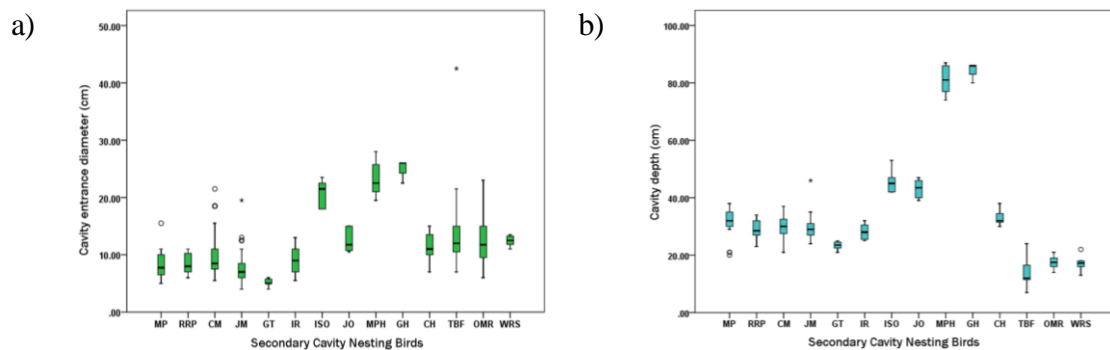 a)
50.00
40.00
30.00
20.00
10.00
.00
Cavity entrance diameter (cm)
MP RRP CM JM GT IR ISO JO MPH GH CH TBF OMR WRS
Secondary Cavity Nesting Birds
b)
100.00
80.00
60.00
40.00
20.00
.00
Cavity depth (cm)
MP RRP CM JM GT IR ISO JO MPH GH CH TBF OMR WRS
Secondary Cavity Nesting Birds